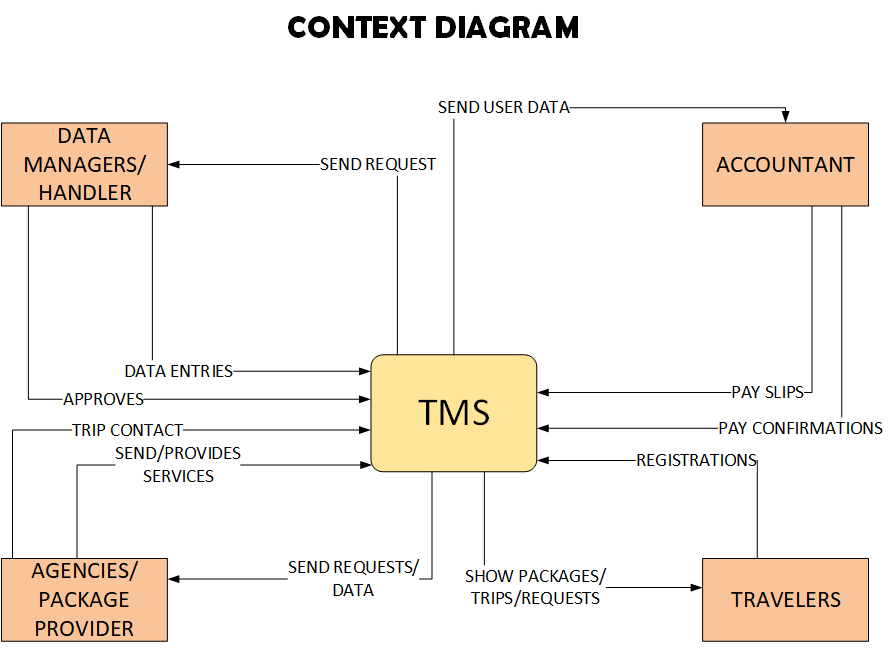 CONTEXT DIAGRAM
SEND USER DATA
DATA
MANAGERS/
HANDLER
SEND REQUEST
ACCOUNTANT
DATA ENTRIES
APPROVES
TMS
PAY SLIPS
TRIP CONTACT
PAY CONFIRMATIONS
SEND/PROVIDES
SERVICES
REGISTRATIONS
AGENCIES/
PACKAGE
PROVIDER
SEND REQUESTS/
DATA
SHOW PACKAGES/
TRIPS/REQUESTS
TRAVELERS